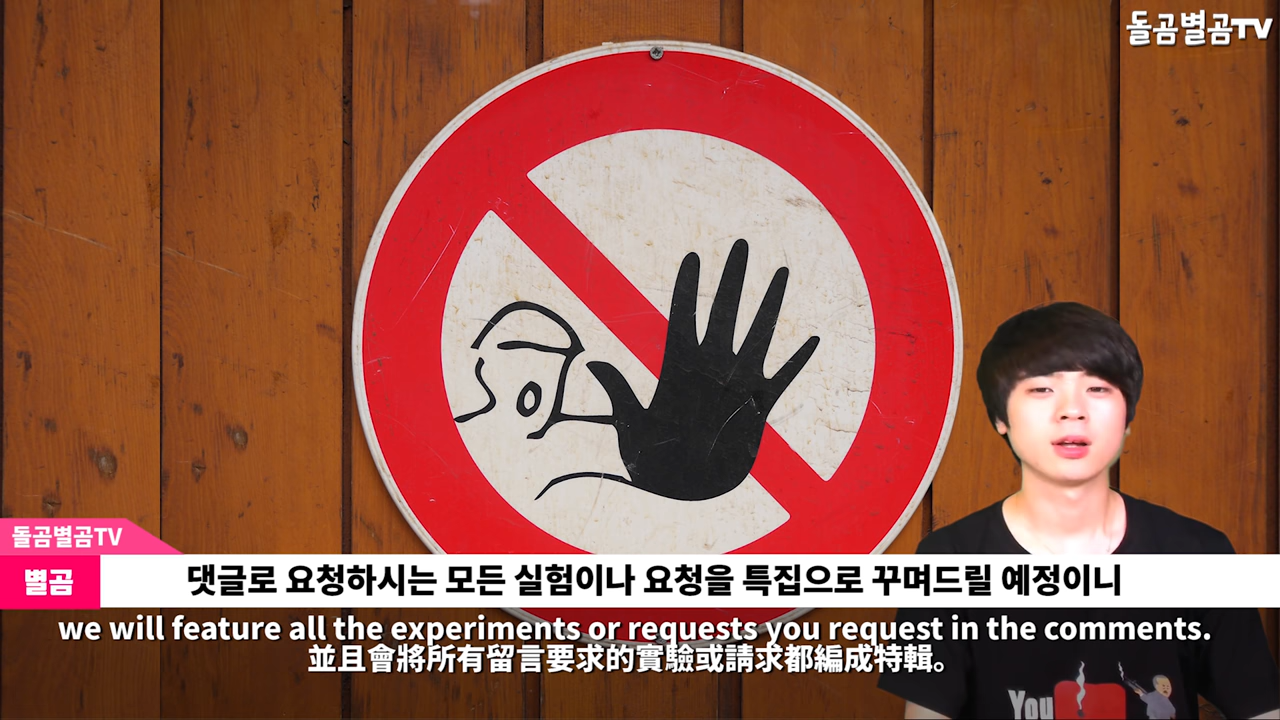 돌곰별곰TV
돌곰별곰TV
별곰
댓글로 요청하시는 모든 실험이나 요청을 특집으로 꾸며드릴 예정이니
we will feature all the experiments or requests you request in the comments.
並且會將所有留言要求的實驗或請求都編成特輯。
You